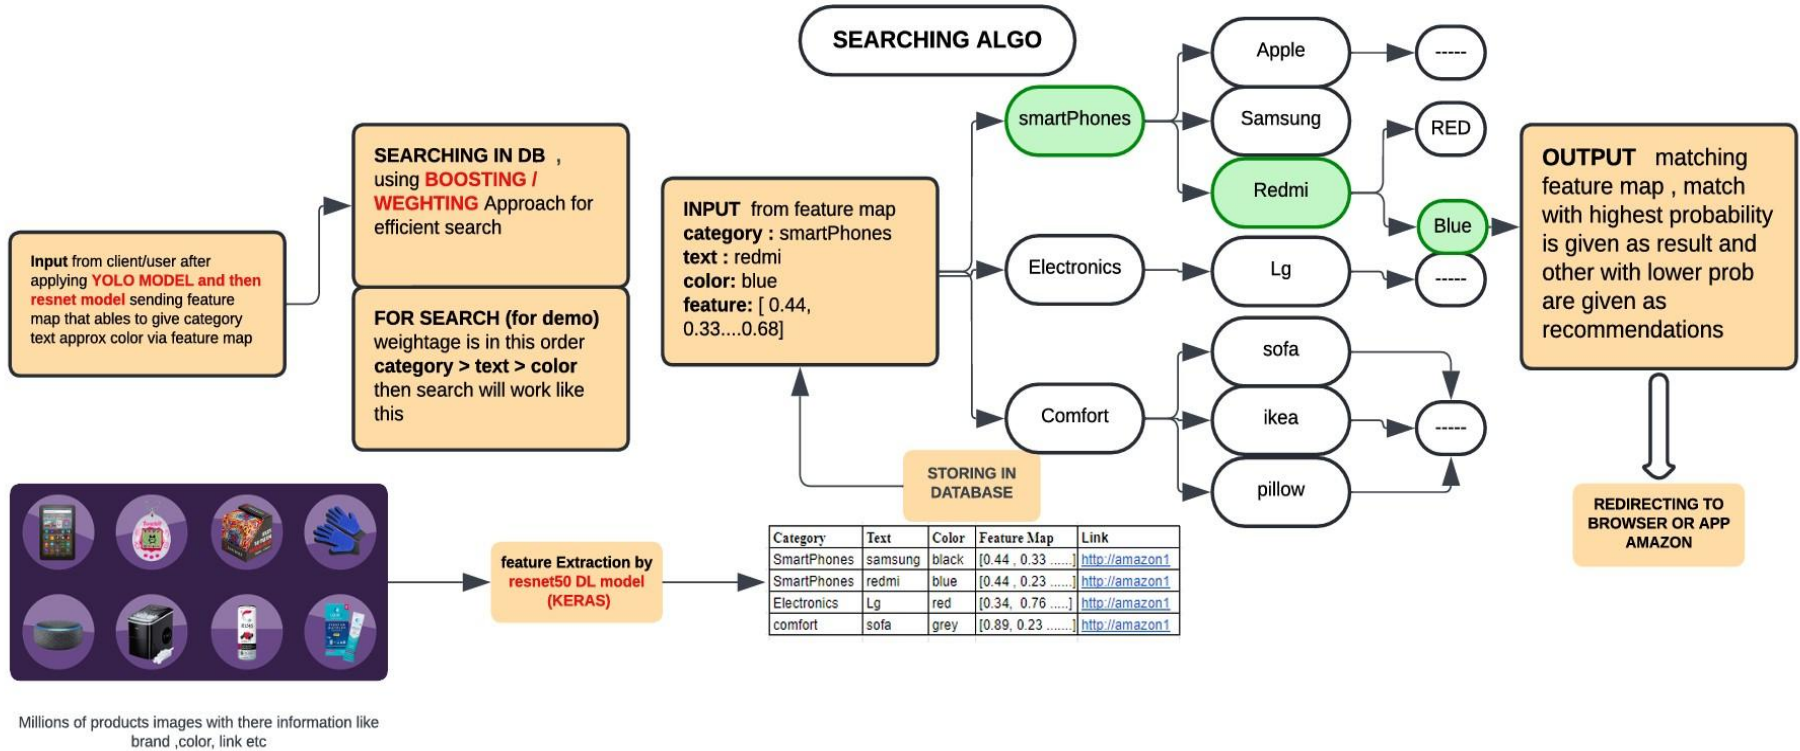 SEARCHING ALGO
Input from client/user after
applying YOLO MODEL and then
resnet model sending feature
map that ables to give category
text approx color via feature map
SEARCHING IN DB ,
using BOOSTING /
WEGHTING Approach for
efficient search
FOR SEARCH (for demo)
weightage is in this order
category > text > color
then search will work like
this
INPUT from feature map
category : smartPhones
text : redmi
color: blue
feature: [ 0.44,
0.33....0.68]
smartPhones
Electronics
Comfort
Apple
Samsung
Redmi
Lg
sofa
ikea
pillow
-----
RED
Blue
-----
-----
OUTPUT matching
feature map , match
with highest probability
is given as result and
other with lower prob
are given as
recommendations
REDIRECTING TO
BROWSER OR APP
AMAZON
STORING IN
DATABASE
feature Extraction by
resnet50 DL model
(KERAS)
Category Text Color Feature Map Link
SmartPhones samsung black [0.44 , 0.33 ......] http://amazon1
SmartPhones redmi blue [0.44 , 0.23 ......] http://amazon1
Electronics Lg red [0.34, 0.76 .....] http://amazon1
comfort sofa grey [0.89, 0.23 .......] http://amazon1
Millions of products images with there information like
brand ,color, link etc